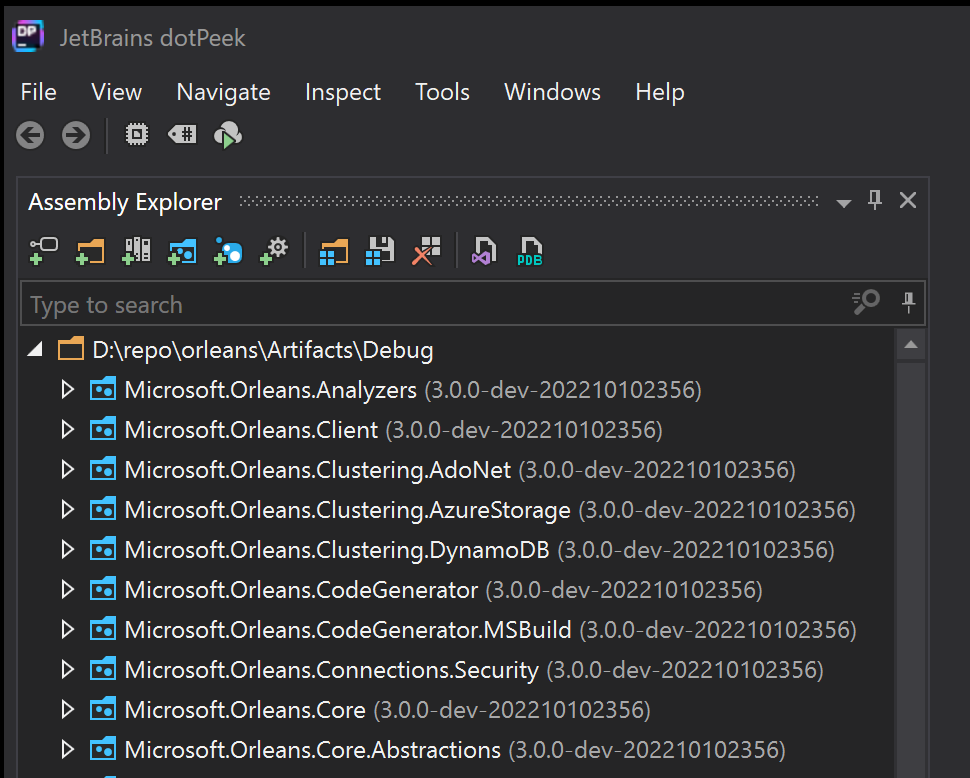 DP
JetBrains dotPeek
File View Navigate Inspect Tools Windows Help
#
Assembly Explorer
PDB
Type to search
D:\repo\orleans\Artifacts\Debug
Microsoft.Orleans.Analyzers (3.0.0-dev-202210102356)
Microsoft.Orleans.Client (3.0.0-dev-202210102356)
Microsoft.Orleans.Clustering.AdoNet (3.0.0-dev-202210102356)
Microsoft.Orleans.Clustering.AzureStorage (3.0.0-dev-202210102356)
Microsoft.Orleans.Clustering.DynamoDB (3.0.0-dev-202210102356)
Microsoft.Orleans.CodeGenerator (3.0.0-dev-202210102356)
Microsoft.Orleans.CodeGenerator.MSBuild (3.0.0-dev-202210102356)
Microsoft.Orleans.Connections.Security (3.0.0-dev-202210102356)
Microsoft.Orleans.Core (3.0.0-dev-202210102356)
Microsoft.Orleans.Core.Abstractions (3.0.0-dev-202210102356)